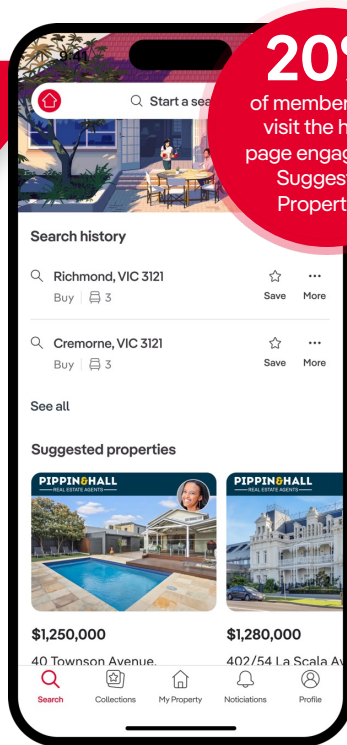 9:41
Start a sea
20%
of member
visit the h
page engag
Suggest
Propert
Search history
Richmond, VIC 3121
Buy 3
Save
More
Cremorne, VIC 3121
Buy 3
Save
More
See all
Suggested properties
PIPPIN&HALL
REAL ESTATE AGENTS
PIPPIN&HALL
REAL ESTATE AGENTS
$1,250,000
$1,280,000
40 Townson Avenue,
402/54 La Scala Av
Search
Collections
My Property
Noticiations
Profile